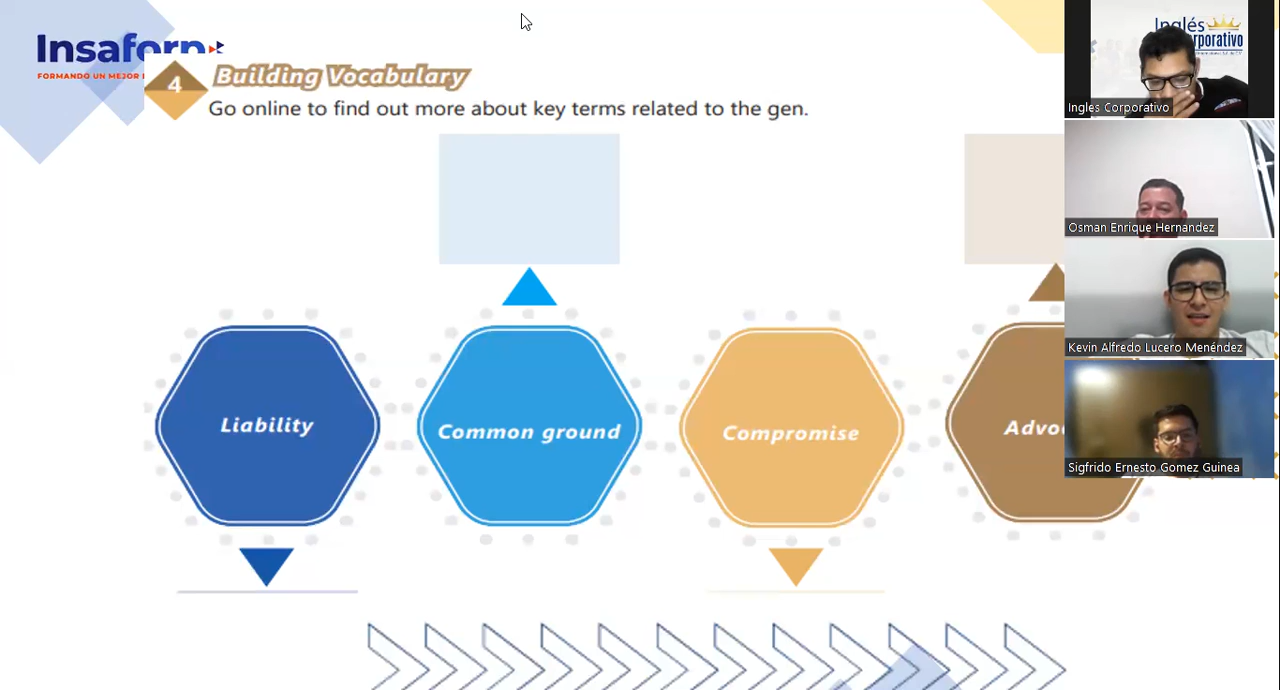 Insaforp
FORMANDO UN MEJOR
4
Building Vocabulary
Go online to find out more about key terms related to the gen.
Liability
Common ground
Compromise
Inglés
Ingles Corporativo
Osman Enrique Hernandez
Kevin Alfredo Lucero Menéndez
Sigfrido Ernesto Gomez Guinea